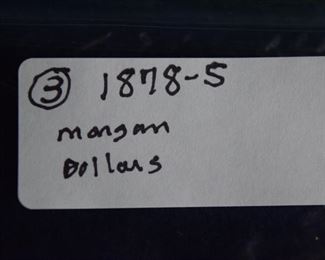 ③ 1878-S
Morgan
Dollars